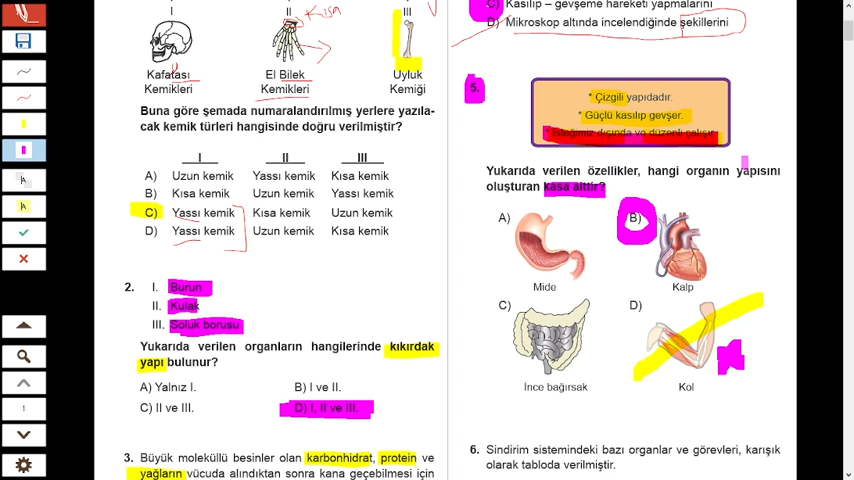 I
II
III
Kısa
Kafatası
Kemikleri
El Bilek
Kemikleri
Uyluk
Kemiği
Buna göre şemada numaralandırılmış yerlere yazıla-
cak kemik türleri hangisinde doğru verilmiştir?
I II III
A) Uzun kemik Yassı kemik Kısa kemik
B) Kısa kemik Uzun kemik Yassı kemik
C) Yassı kemik Kısa kemik Uzun kemik
D) Yassı kemik Uzun kemik Kısa kemik
2. I. Burun
II. Kulak
III. Soluk borusu
Yukarıda verilen organların hangilerinde kıkırdak
yapı bulunur?
A) Yalnız I. B) I ve II.
C) II ve III. D) I, II ve III.
3. Büyük moleküllü besinler olan karbonhidrat, protein ve
yağların vücuda alındıktan sonra kana geçebilmesi için
C) Kasılıp – gevşeme hareketi yapmalarını
D) Mikroskop altında incelendiğinde şekillerini
5.
* Çizgili yapıdadır.
* Güçlü kasılıp gevşer.
* İsteğimiz dışında ve düzenli çalışır.
Yukarıda verilen özellikler, hangi organın yapısını
oluşturan kasa aittir?
A) B)
Mide Kalp
C) D)
İnce bağırsak Kol
6. Sindirim sistemindeki bazı organlar ve görevleri, karışık
olarak tabloda verilmiştir.
1